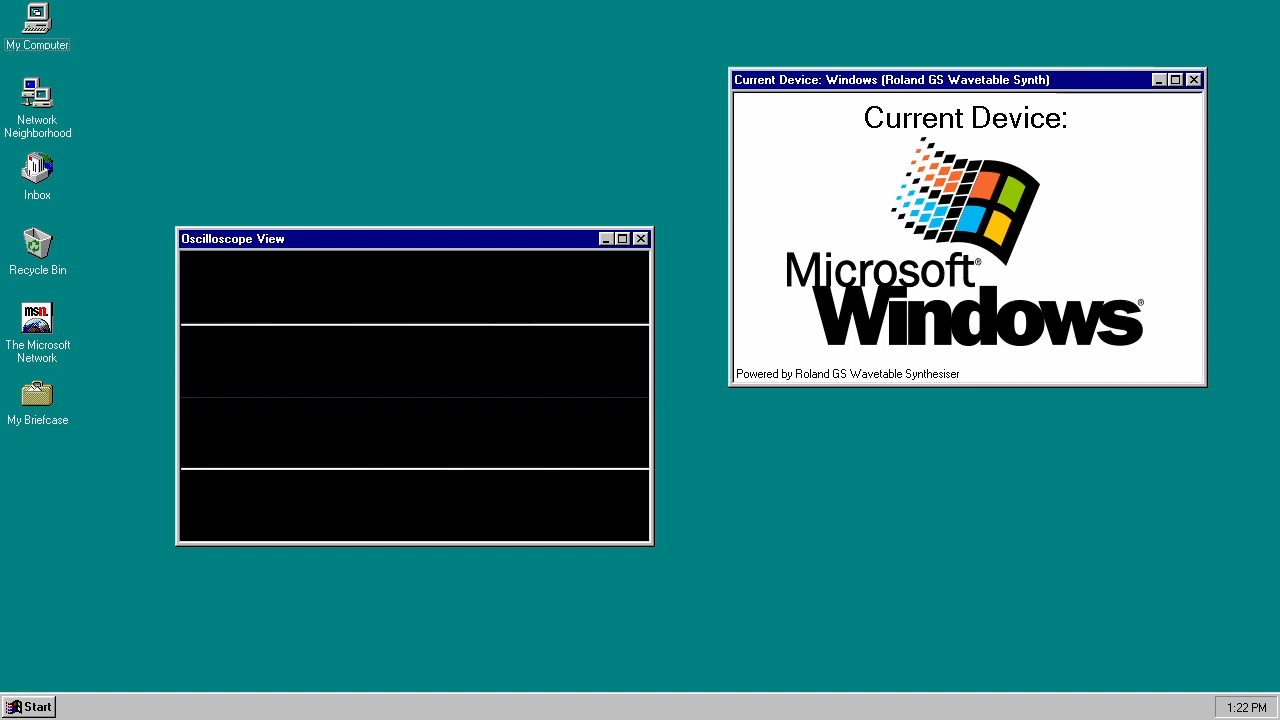 My Computer
Network
Neighborhood
Inbox
Recycle Bin
msn.
The Microsoft
Network
My Briefcase
Oscilloscope View
Current Device: Windows (Roland GS Wavetable Synth)
Current Device:
Microsoft®
Windows®
Powered by Roland GS Wavetable Synthesiser
Start
1:22 PM